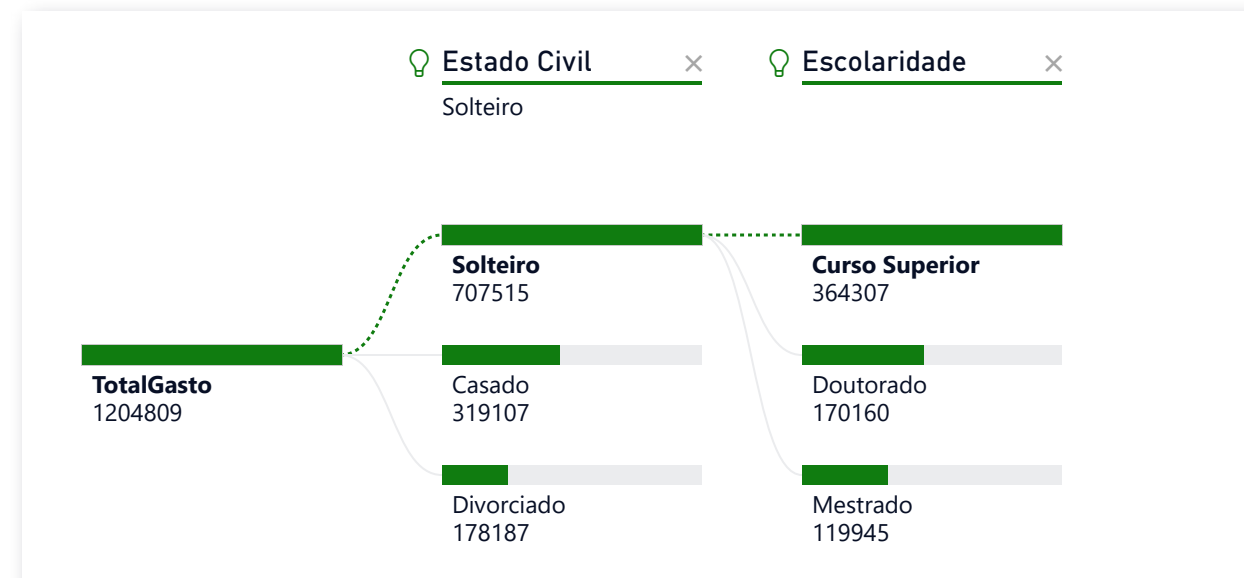 Estado Civil
Solteiro
Escolaridade
TotalGasto
1204809
Solteiro
707515
Casado
319107
Divorciado
178187
Curso Superior
364307
Doutorado
170160
Mestrado
119945